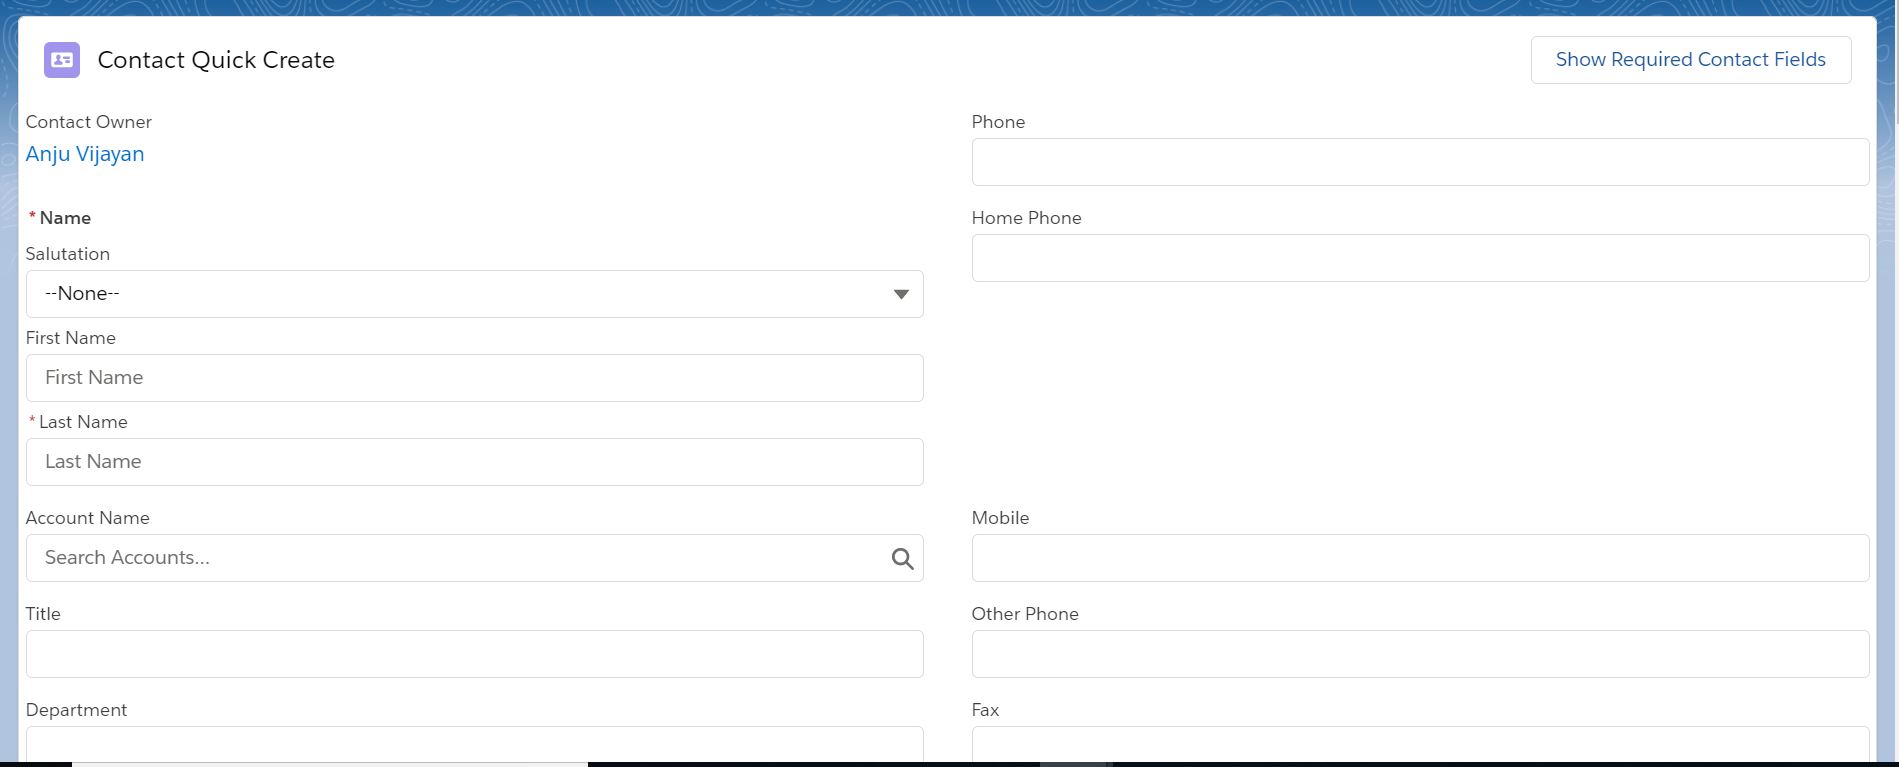 Contact Quick Create
Show Required Contact Fields
Contact Owner
Anju Vijayan
* Name
Salutation
--None--
First Name
First Name
* Last Name
Last Name
Account Name
Search Accounts...
Title
Department
Phone
Home Phone
Mobile
Other Phone
Fax